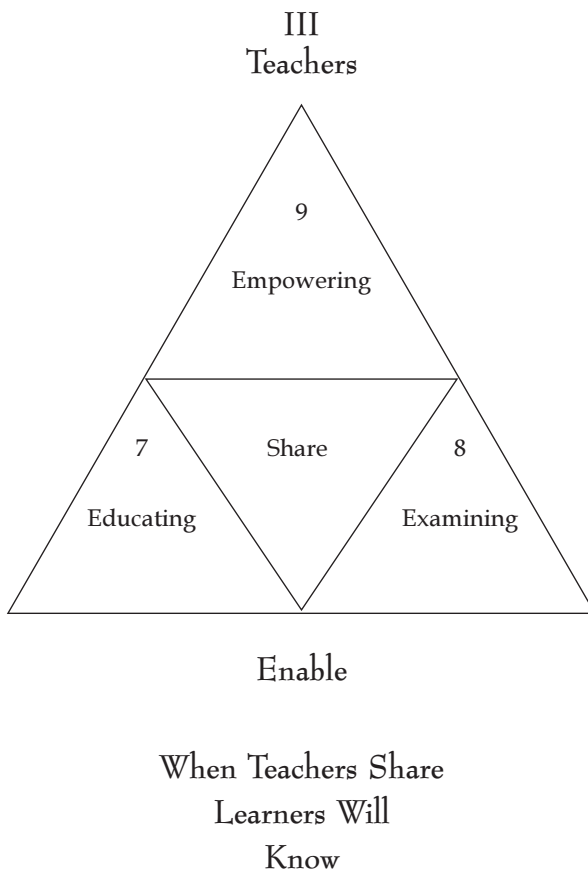 III
Teachers
9
Empowering
7
Share
8
Educating
Examining
Enable
When Teachers Share
Learners Will
Know